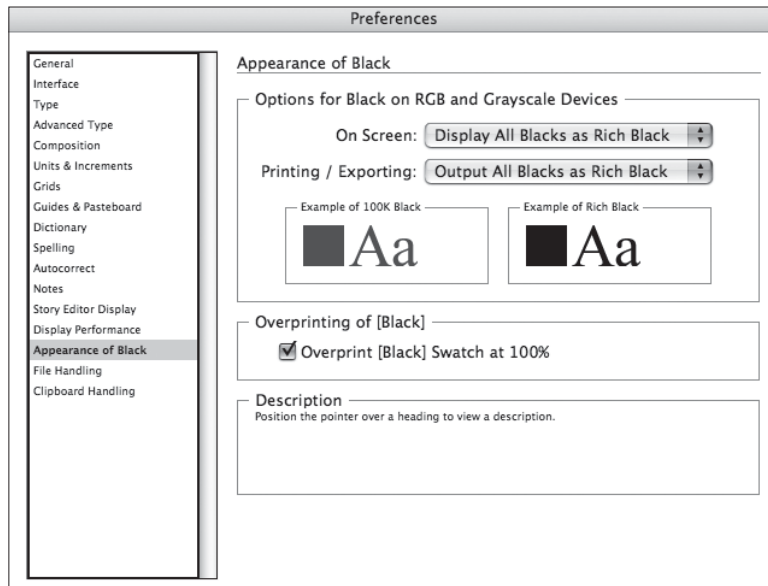 Preferences
General
Interface
Type
Advanced Type
Composition
Units & Increments
Grids
Guides & Pasteboard
Dictionary
Spelling
Autocorrect
Notes
Story Editor Display
Display Performance
Appearance of Black
File Handling
Clipboard Handling
Appearance of Black
Options for Black on RGB and Grayscale Devices
On Screen: Display All Blacks as Rich Black
Printing / Exporting: Output All Blacks as Rich Black
Example of 100K Black
Aa
Example of Rich Black
Aa
Overprinting of [Black]
Overprint [Black] Swatch at 100%
Description
Position the pointer over a heading to view a description.